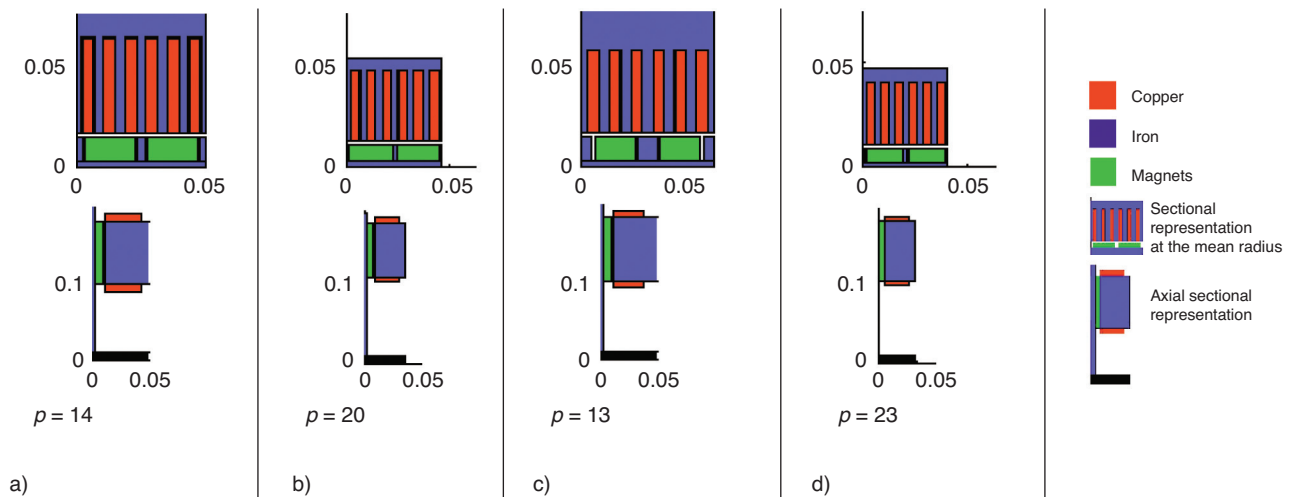 0.05
0
0 0.05
0.1
0
0 0.05
p = 14
a)
0.05
0
0 0.05
0.1
0
0 0.05
p = 20
b)
0.05
0
0 0.05
0.1
0
0 0.05
p = 13
c)
0.05
0
0 0.05
0.1
0
0 0.05
p = 23
d)
Copper
Iron
Magnets
Sectional
representation
at the mean radius
Axial sectional
representation